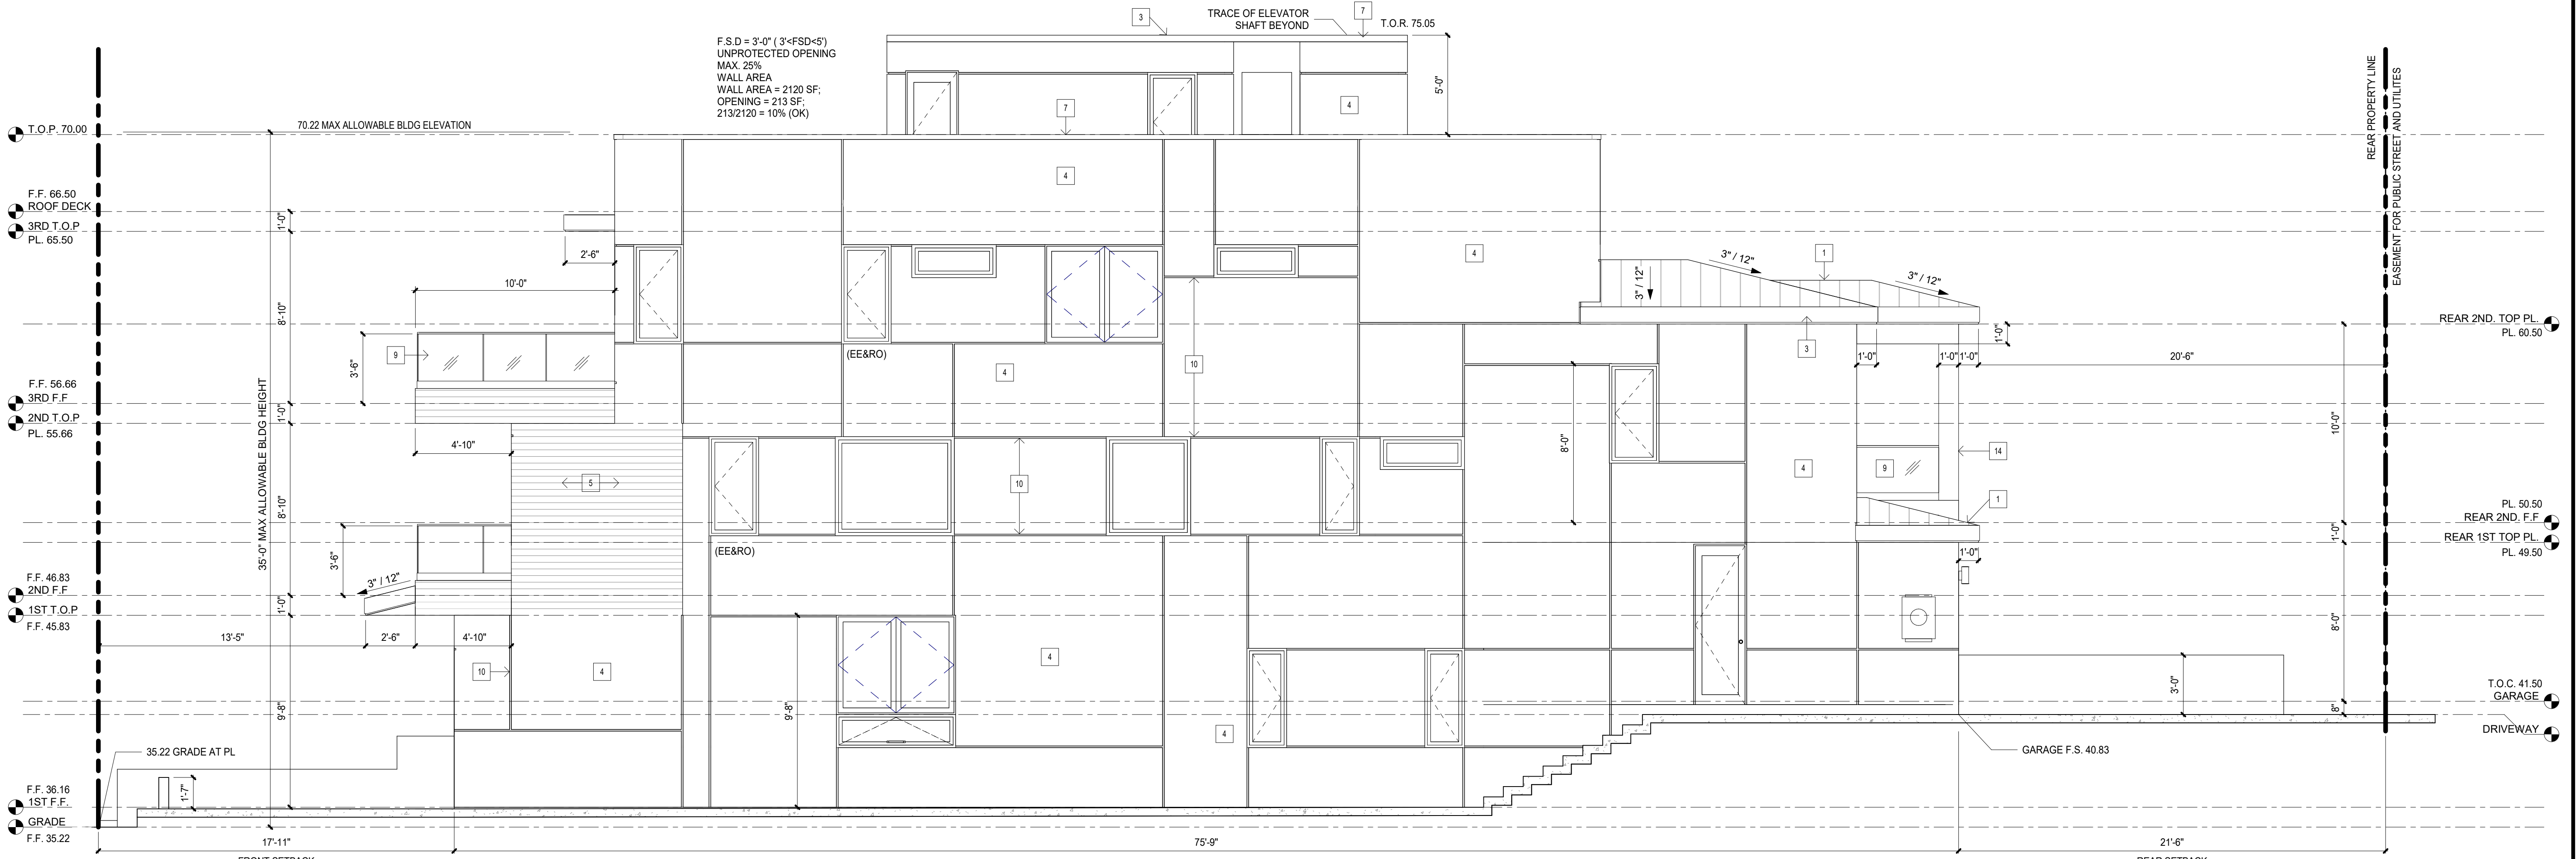 3
TRACE OF ELEVATOR
SHAFT BEYOND
7
T.O.R. 75.05
F.S.D = 3'-0" ( 3'<FSD<5')
UNPROTECTED OPENING
MAX. 25%
WALL AREA
WALL AREA = 2120 SF;
OPENING = 213 SF;
213/2120 = 10% (OK)
7
4
5'-0"
REAR PROPERTY LINE
EASEMENT FOR PUBLIC STREET AND UTILITES
T.O.P. 70.00
70.22 MAX ALLOWABLE BLDG ELEVATION
4
F.F. 66.50
ROOF DECK
3RD T.O.P
PL. 65.50
1'-0"
2'-6"
10'-0"
8'-10"
4
1
3" / 12"
3" / 12"
3" / 12"
3
REAR 2ND. TOP PL.
PL. 60.50
9
3'-6"
(EE&RO)
4
10
1'-0"
1'-0"
1'-0"
1'-0"
20'-6"
F.F. 56.66
3RD F.F
2ND T.O.P
PL. 55.66
1'-0"
35'-0" MAX ALLOWABLE BLDG HEIGHT
4'-10"
8'-0"
10'-0"
5
10
4
9
14
8'-10"
1
PL. 50.50
REAR 2ND. F.F
1'-0"
REAR 1ST TOP PL.
PL. 49.50
3'-6"
(EE&RO)
1'-0"
3" / 12"
F.F. 46.83
2ND F.F
1ST T.O.P
F.F. 45.83
1'-0"
8'-0"
13'-5"
2'-6"
4'-10"
10
4
4
9'-8"
9'-8"
4
3'-0"
T.O.C. 41.50
GARAGE
8"
DRIVEWAY
35.22 GRADE AT PL
GARAGE F.S. 40.83
F.F. 36.16
1ST F.F.
1'-7"
GRADE
F.F. 35.22
17'-11"
75'-9"
21'-6"
FRONT SETBACK
REAR SETBACK